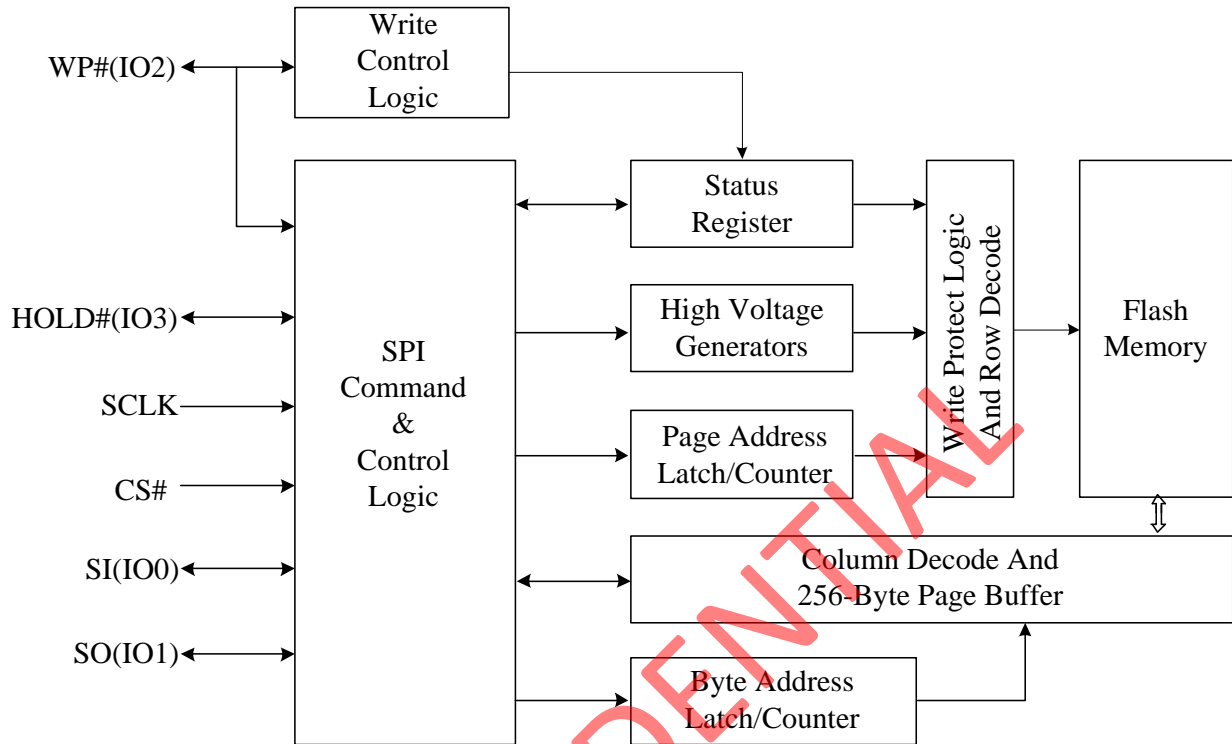 Write
Control
Logic
WP#(IO2)
HOLD#(IO3)
SCLK
CS#
SI(IO0)
SO(IO1)
SPI
Command
&
Control
Logic
Status
Register
High Voltage
Generators
Page Address
Latch/Counter
Write Protect Logic
And Row Decode
Flash
Memory
Column Decode And
256-Byte Page Buffer
Byte Address
Latch/Counter
DENTIAL